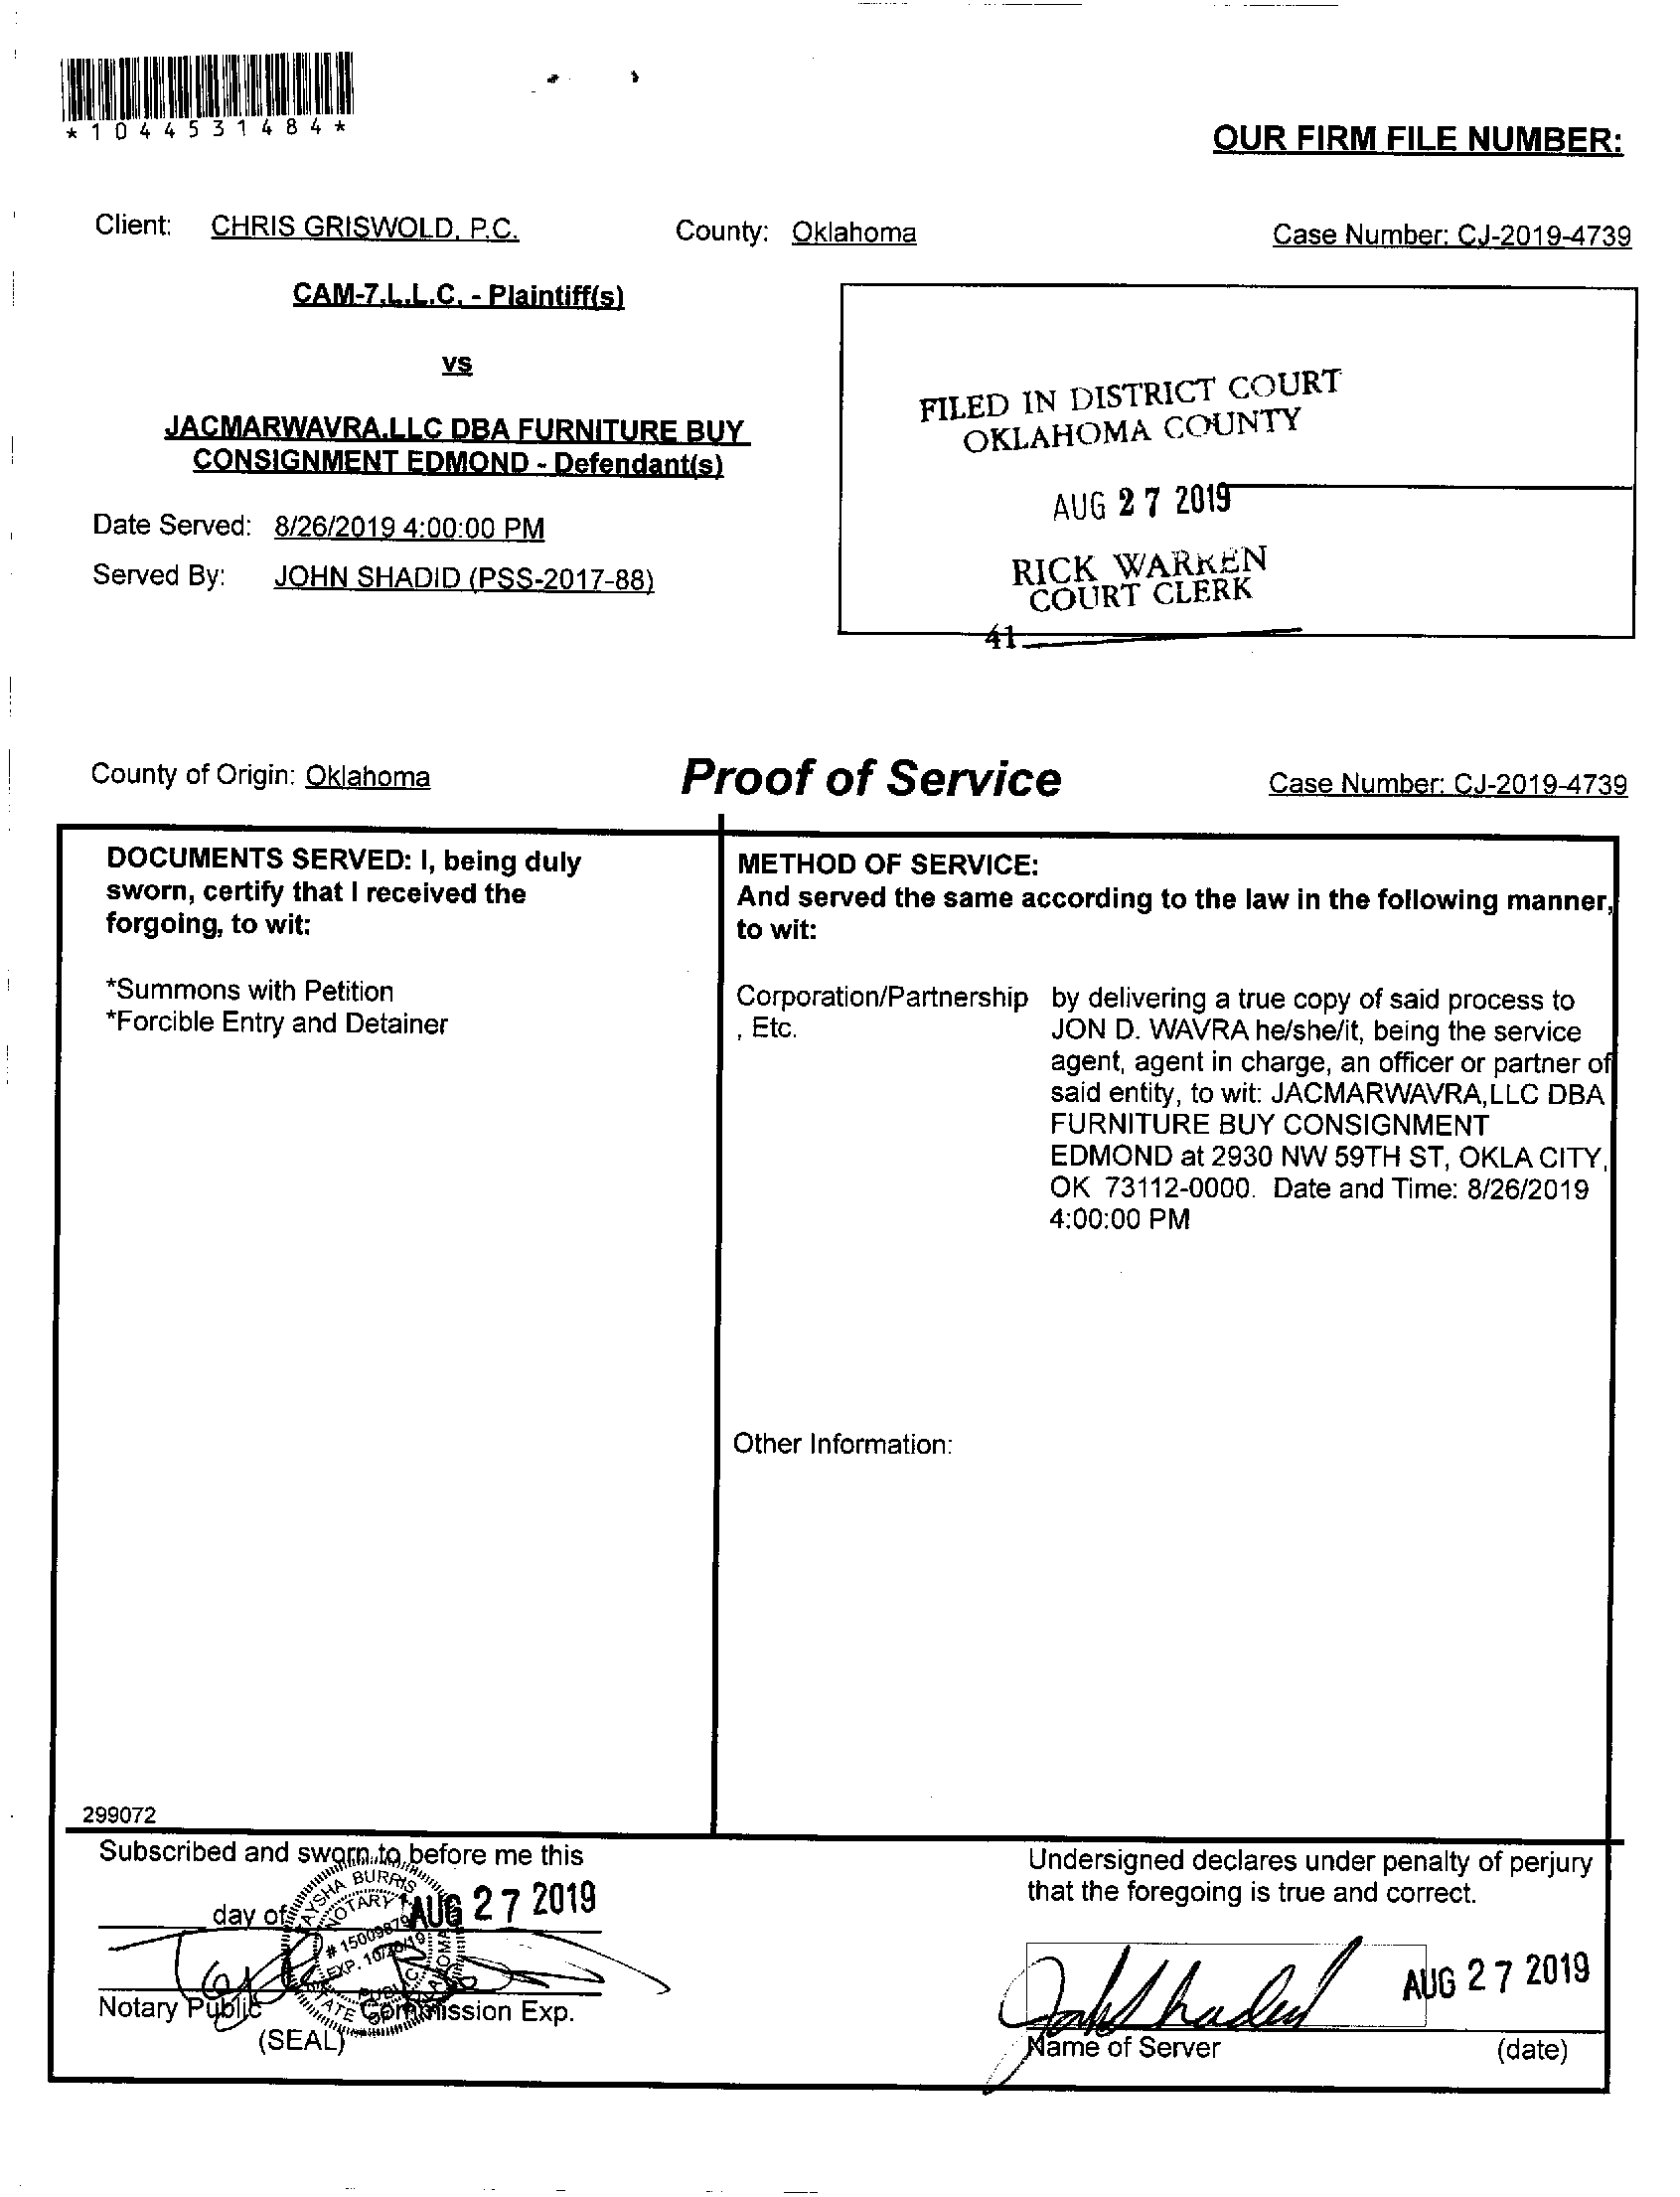 *1044531484*
OUR FIRM FILE NUMBER:
Client: CHRIS GRISWOLD, P.C. County: Oklahoma Case Number: CJ-2019-4739
CAM-7,L.L.C. - Plaintiff(s)
vs
JACMARWAVRA,LLC DBA FURNITURE BUY
CONSIGNMENT EDMOND - Defendant(s)
Date Served: 8/26/2019 4:00:00 PM
Served By: JOHN SHADID (PSS-2017-88)
FILED IN DISTRICT COURT
OKLAHOMA COUNTY
AUG 27 2019
RICK WARREN
COURT CLERK
41
County of Origin: Oklahoma Proof of Service Case Number: CJ-2019-4739
DOCUMENTS SERVED: I, being duly
sworn, certify that I received the
forgoing, to wit:
*Summons with Petition
*Forcible Entry and Detainer
METHOD OF SERVICE:
And served the same according to the law in the following manner,
to wit:
Corporation/Partnership
, Etc.
by delivering a true copy of said process to
JON D. WAVRA he/she/it, being the service
agent, agent in charge, an officer or partner of
said entity, to wit: JACMARWAVRA,LLC DBA
FURNITURE BUY CONSIGNMENT
EDMOND at 2930 NW 59TH ST, OKLA CITY,
OK 73112-0000. Date and Time: 8/26/2019
4:00:00 PM
Other Information:
299072
Subscribed and sworn to before me this
day of AUG 27 2019
BURRIS
NOTARY
# 15009879
EXP.
PUBLIC
STATE
Notary Public Commission Exp.
(SEAL)
Undersigned declares under penalty of perjury
that the foregoing is true and correct.
John Shadid AUG 27 2019
Name of Server (date)